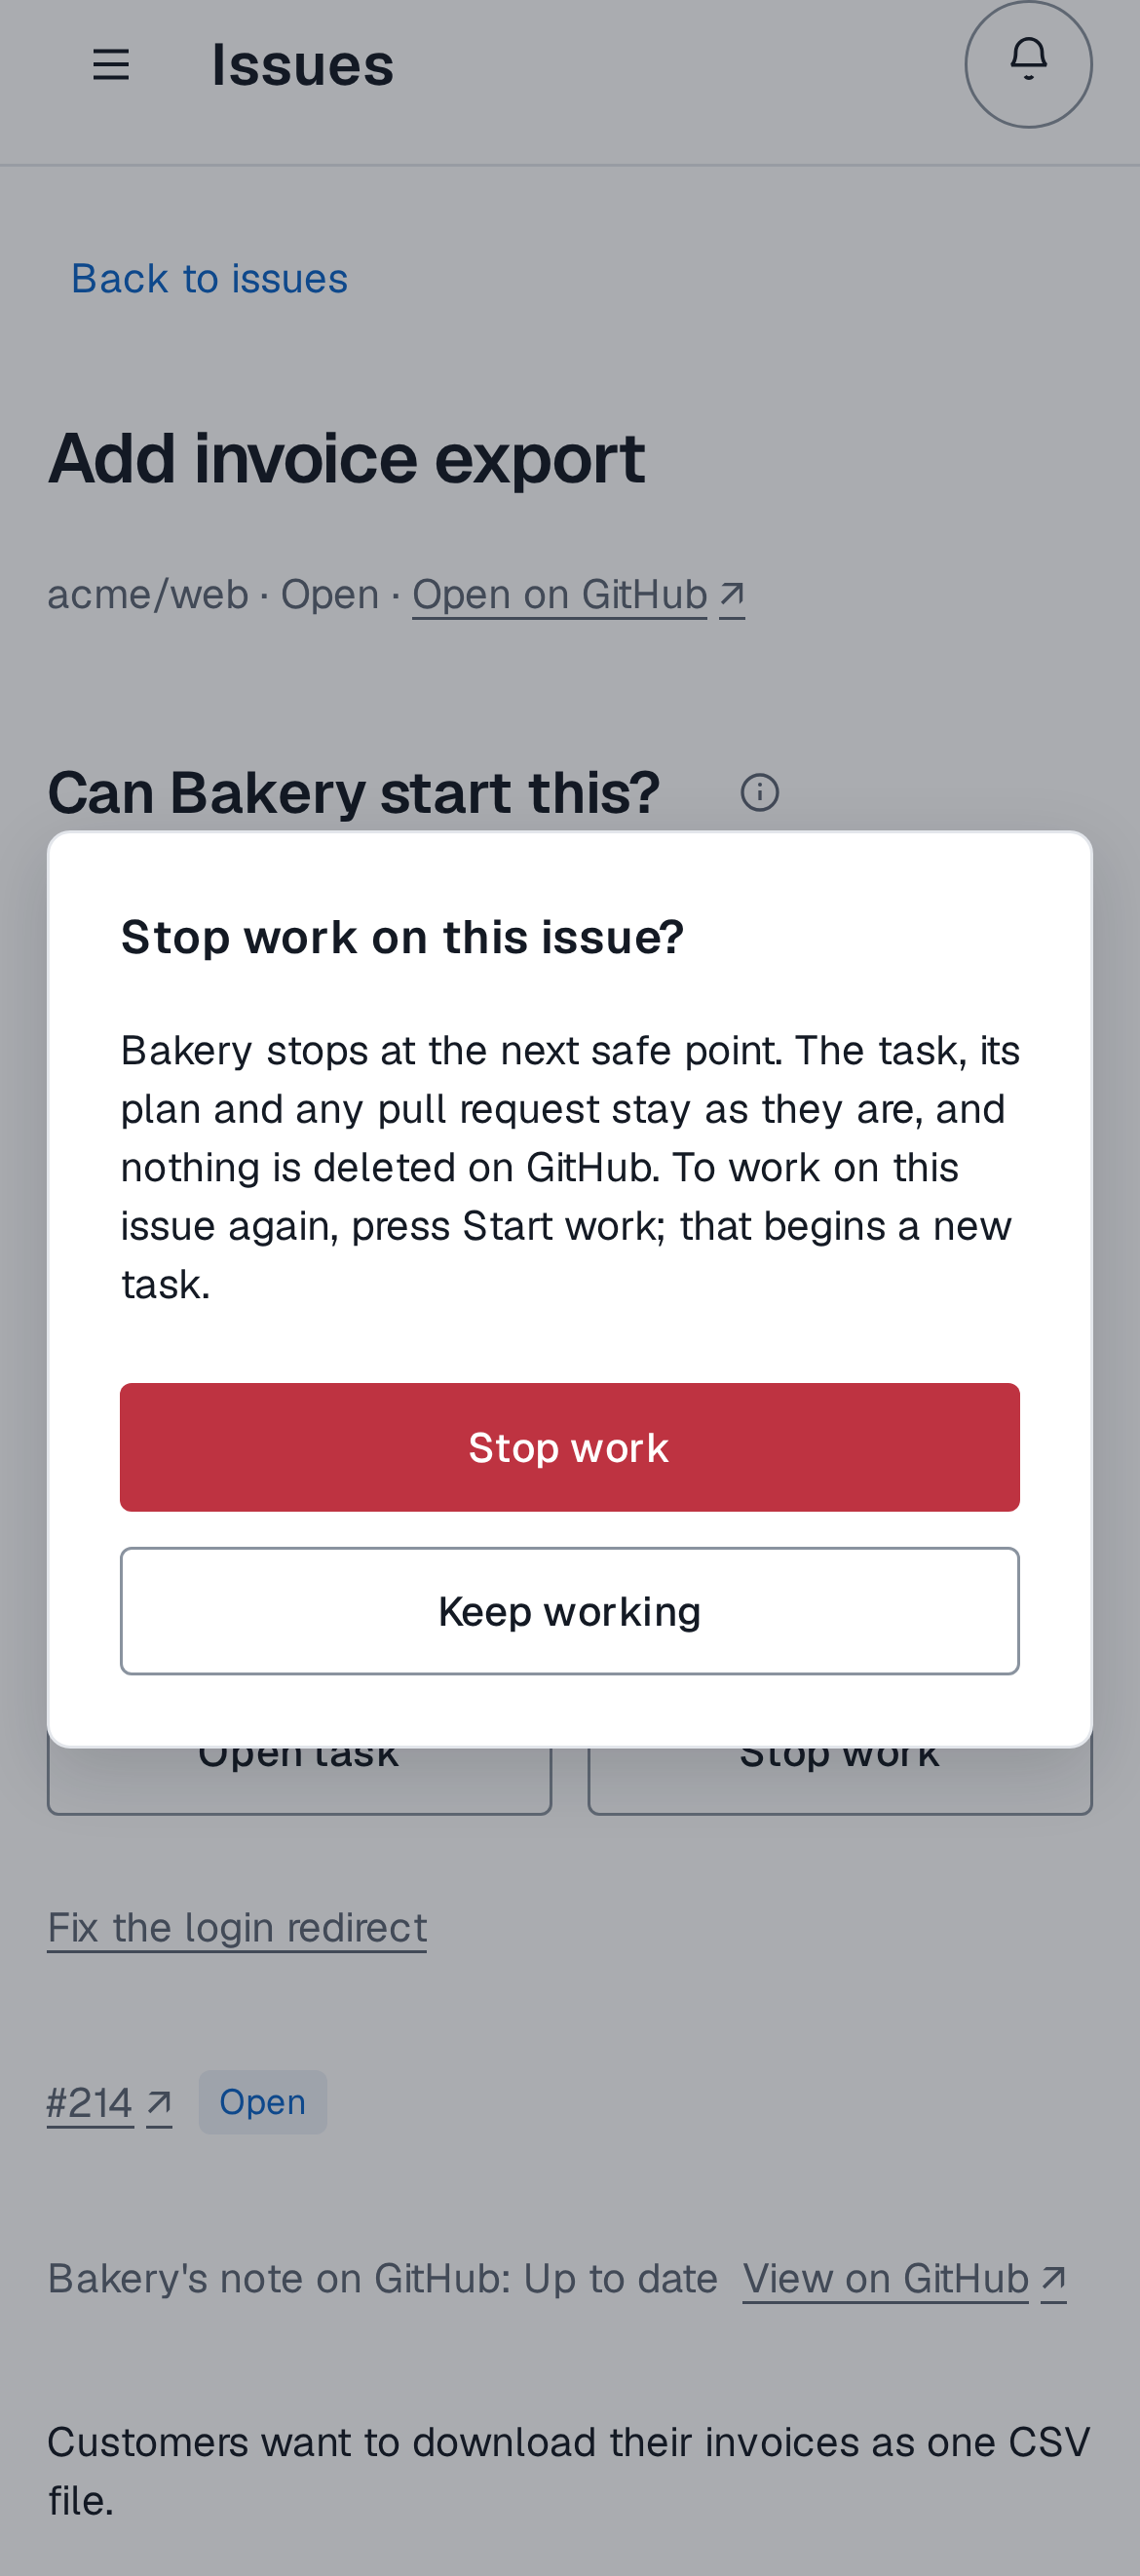 Issues
Back to issues
Add invoice export
acme/web · Open · Open on GitHub ↗
Can Bakery start this?
Stop work on this issue?
Bakery stops at the next safe point. The task, its
plan and any pull request stay as they are, and
nothing is deleted on GitHub. To work on this
issue again, press Start work; that begins a new
task.
Stop work
Keep working
Open task
Stop work
Fix the login redirect
#214 ↗ Open
Bakery's note on GitHub: Up to date View on GitHub ↗
Customers want to download their invoices as one CSV
file.